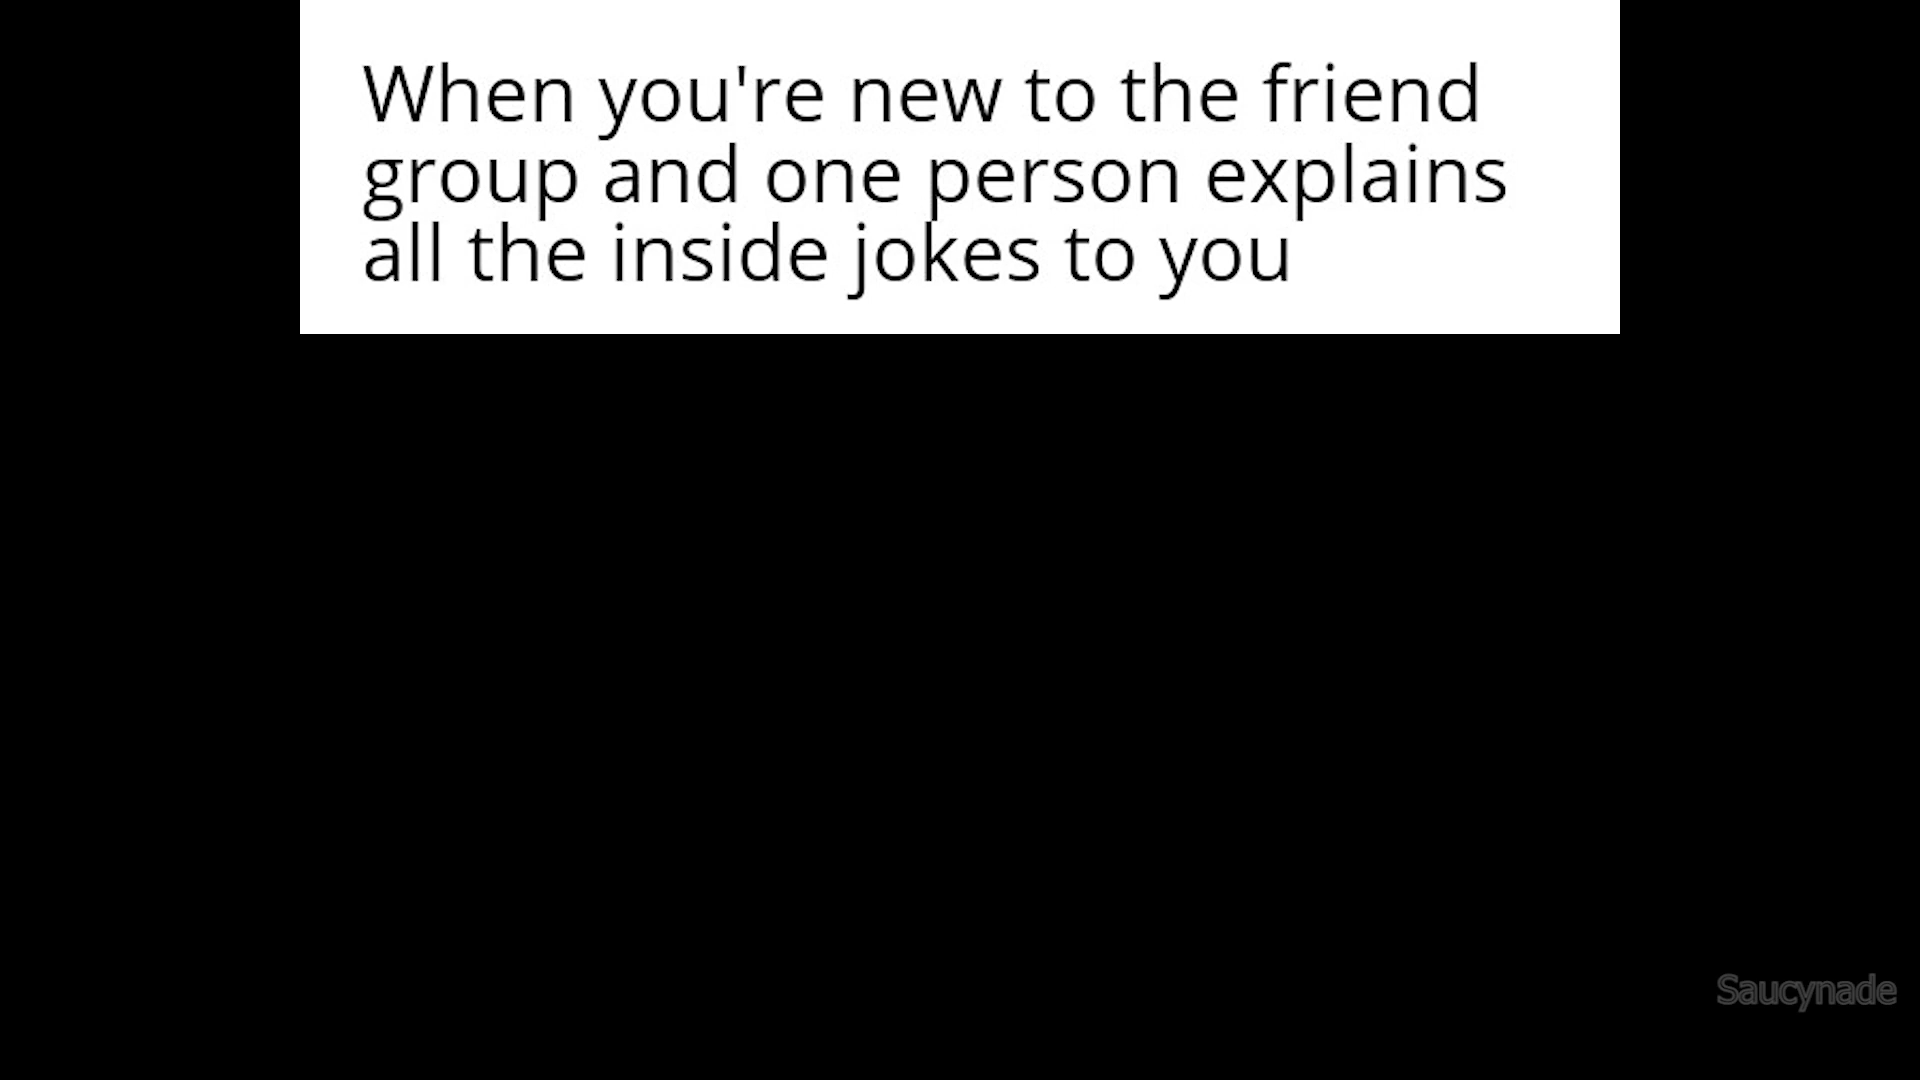 When you're new to the friend
group and one person explains
all the inside jokes to you
Saucynade